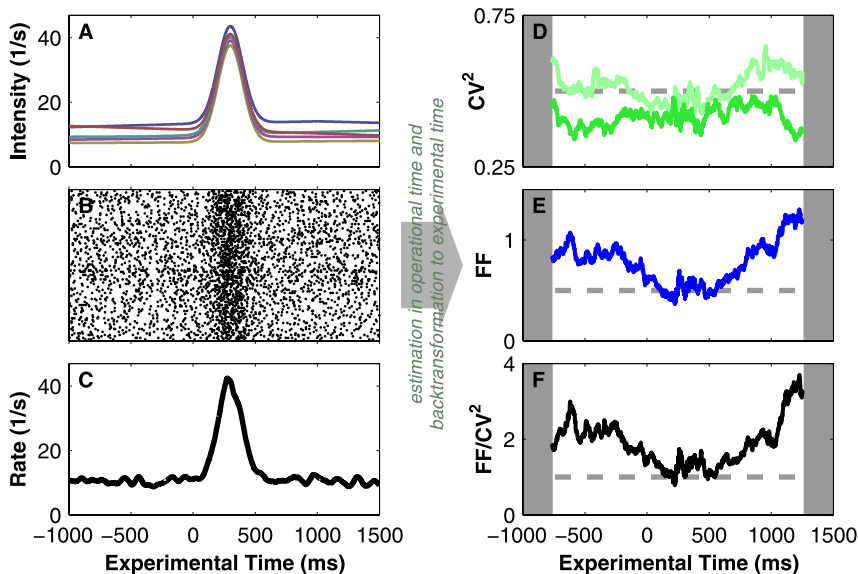 A
Intensity (1/s)
40
20
0
B
C
Rate (1/s)
40
20
0
−1000 −500 0 500 1000 1500
Experimental Time (ms)
estimation in operational time and
backtransformation to experimental time
D
CV2
0.75
0.25
E
FF
1
0
F
FF/CV2
4
2
0
−1000 −500 0 500 1000 1500
Experimental Time (ms)